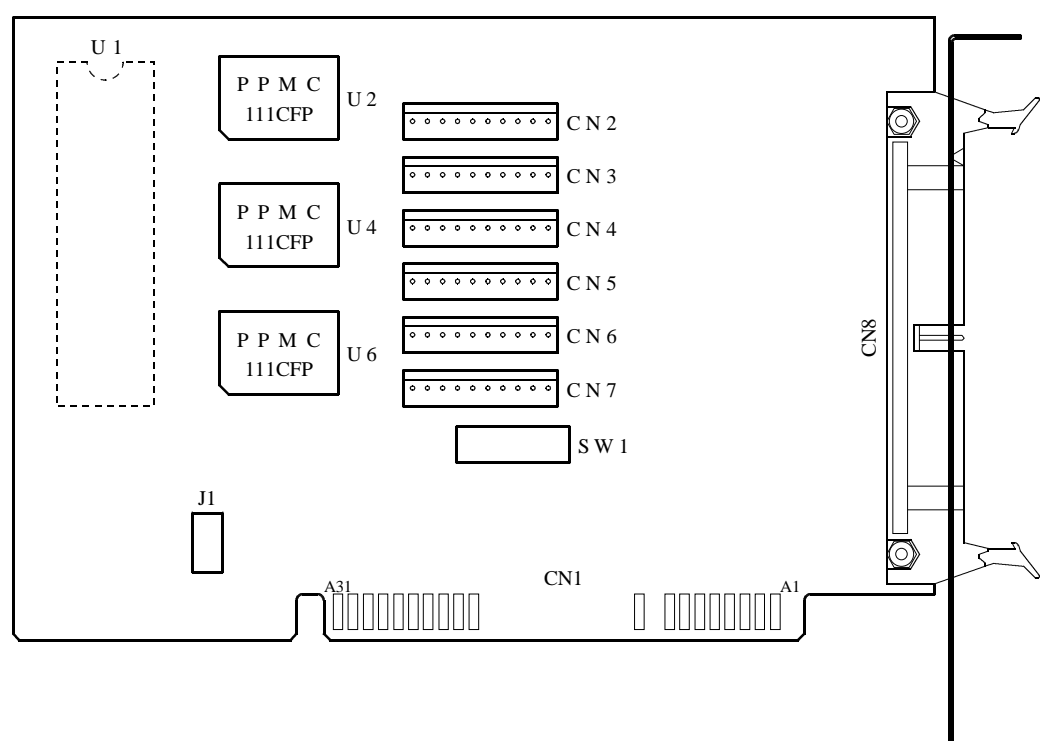 U 1
P P M C
111CFP
U 2
C N 2
C N 3
P P M C
111CFP
U 4
C N 4
C N 5
P P M C
111CFP
U 6
C N 6
C N 7
CN8
S W 1
J1
CN1
A31
A1